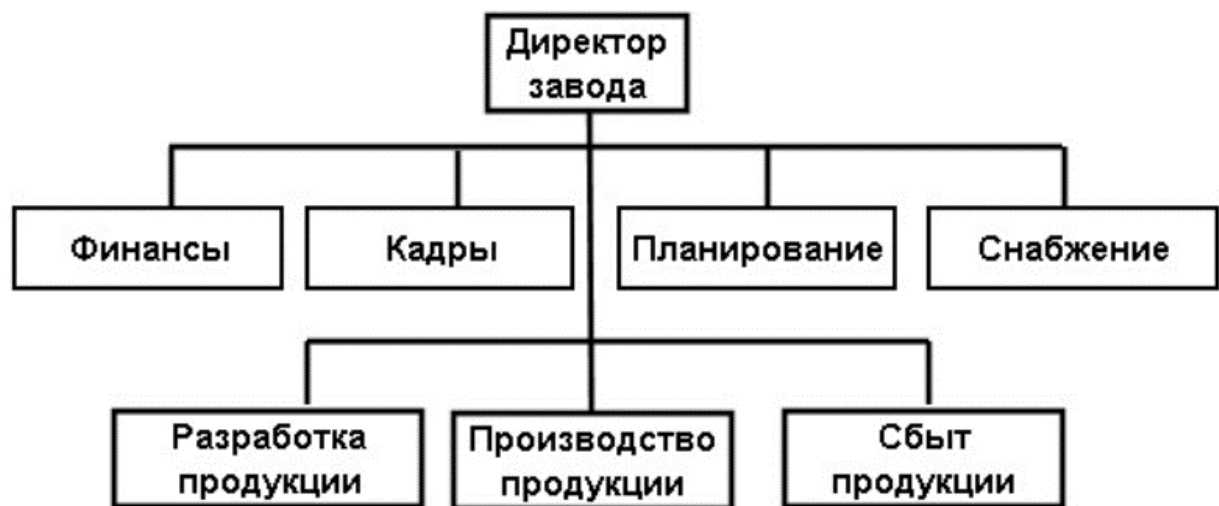 Директор
завода
Финансы
Кадры
Планирование
Снабжение
Разработка
продукции
Производство
продукции
Сбыт
продукции